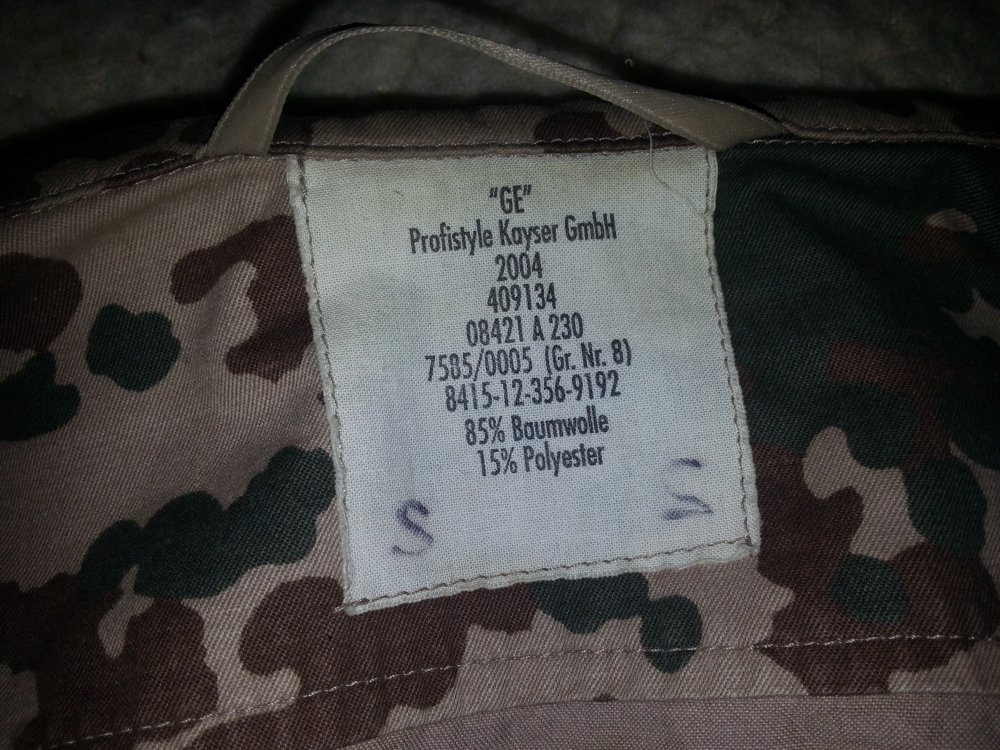 "GE"
Profistyle Kayser GmbH
2004
409134
08421 A 230
7585/0005 (Gr. Nr. 8)
8415-12-356-9192
85% Baumwolle
15% Polyester
S S